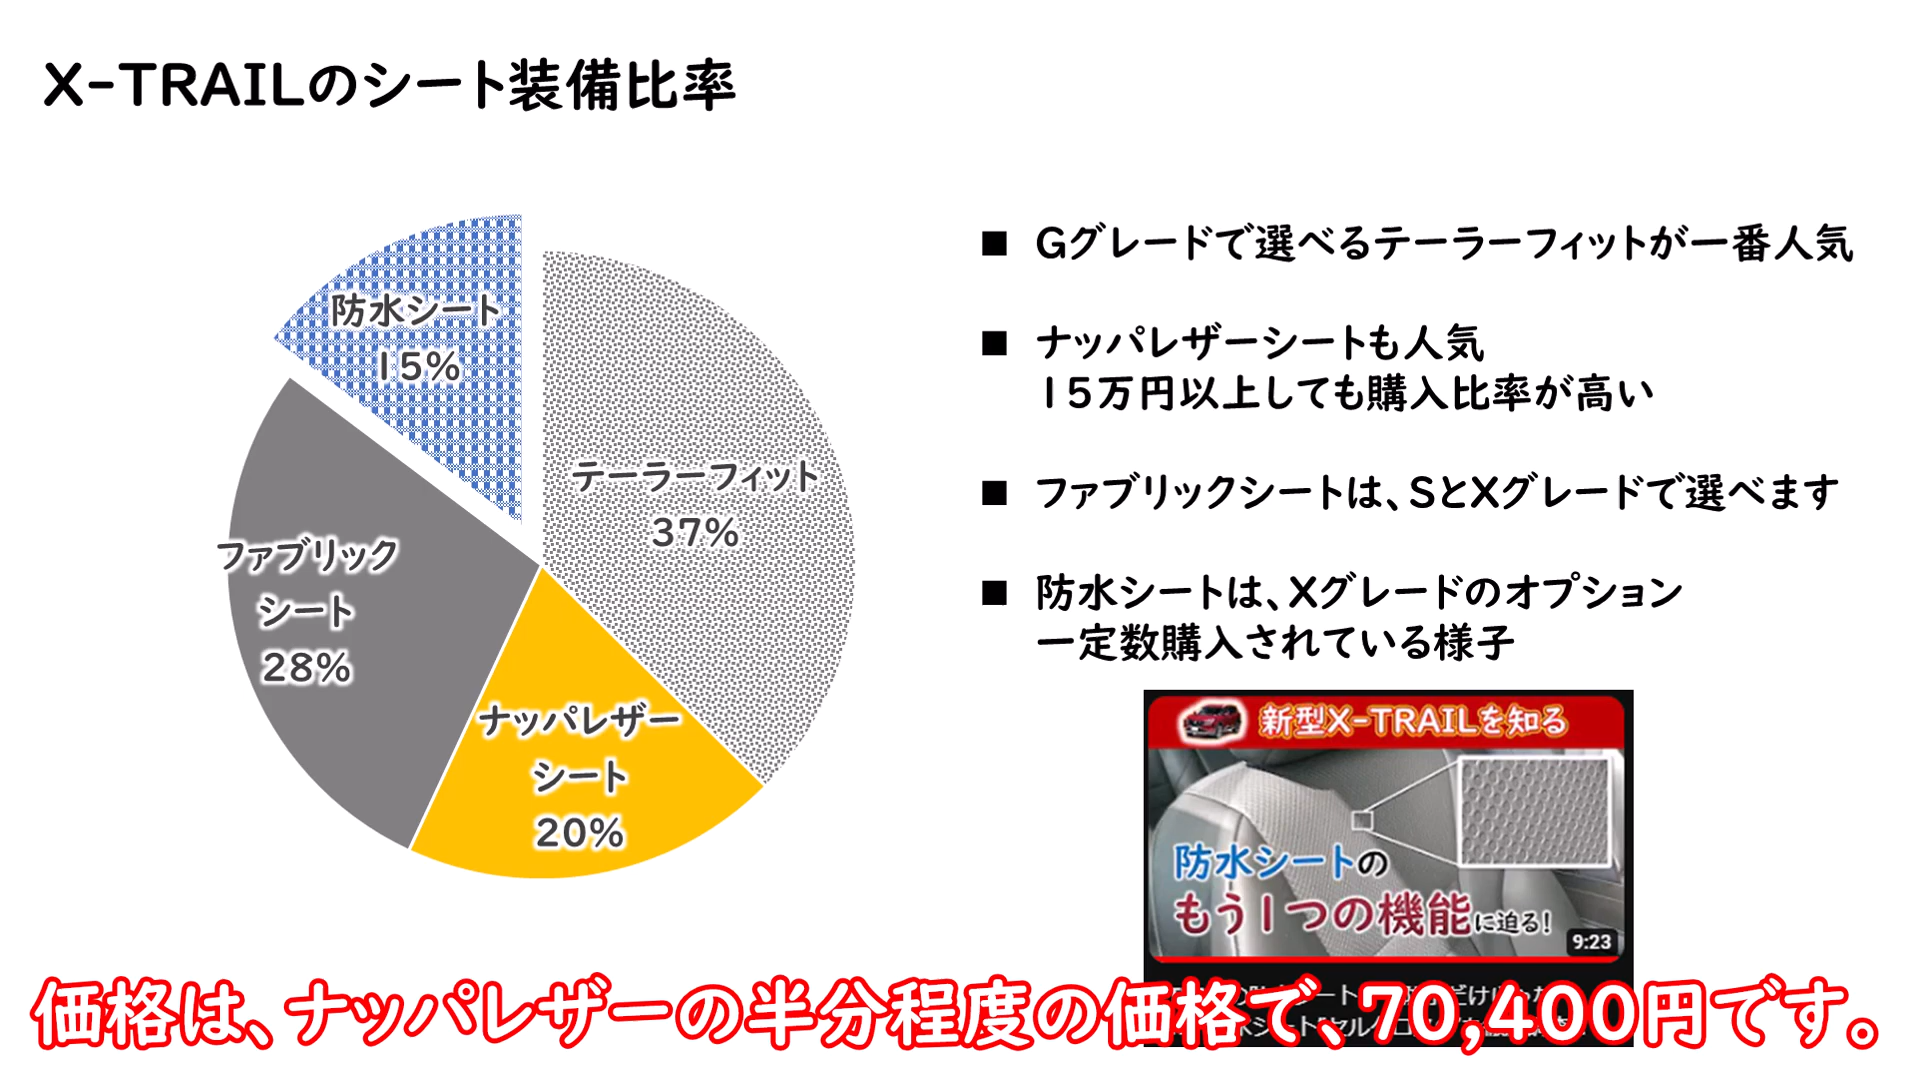 X-TRAILのシート装備比率
防水シート
15%
テーラーフィット
37%
ファブリック
シート
28%
ナッパレザー
シート
20%
■ Gグレードで選べるテーラーフィットが一番人気
■ ナッパレザーシートも人気
15万円以上しても購入比率が高い
■ ファブリックシートは、SとXグレードで選べます
■ 防水シートは、Xグレードのオプション
一定数購入されている様子
新型X-TRAILを知る
防水シートの
もう1つの機能に迫る!
9:23
価格は、ナッパレザーの半分程度の価格で、70,400円です。